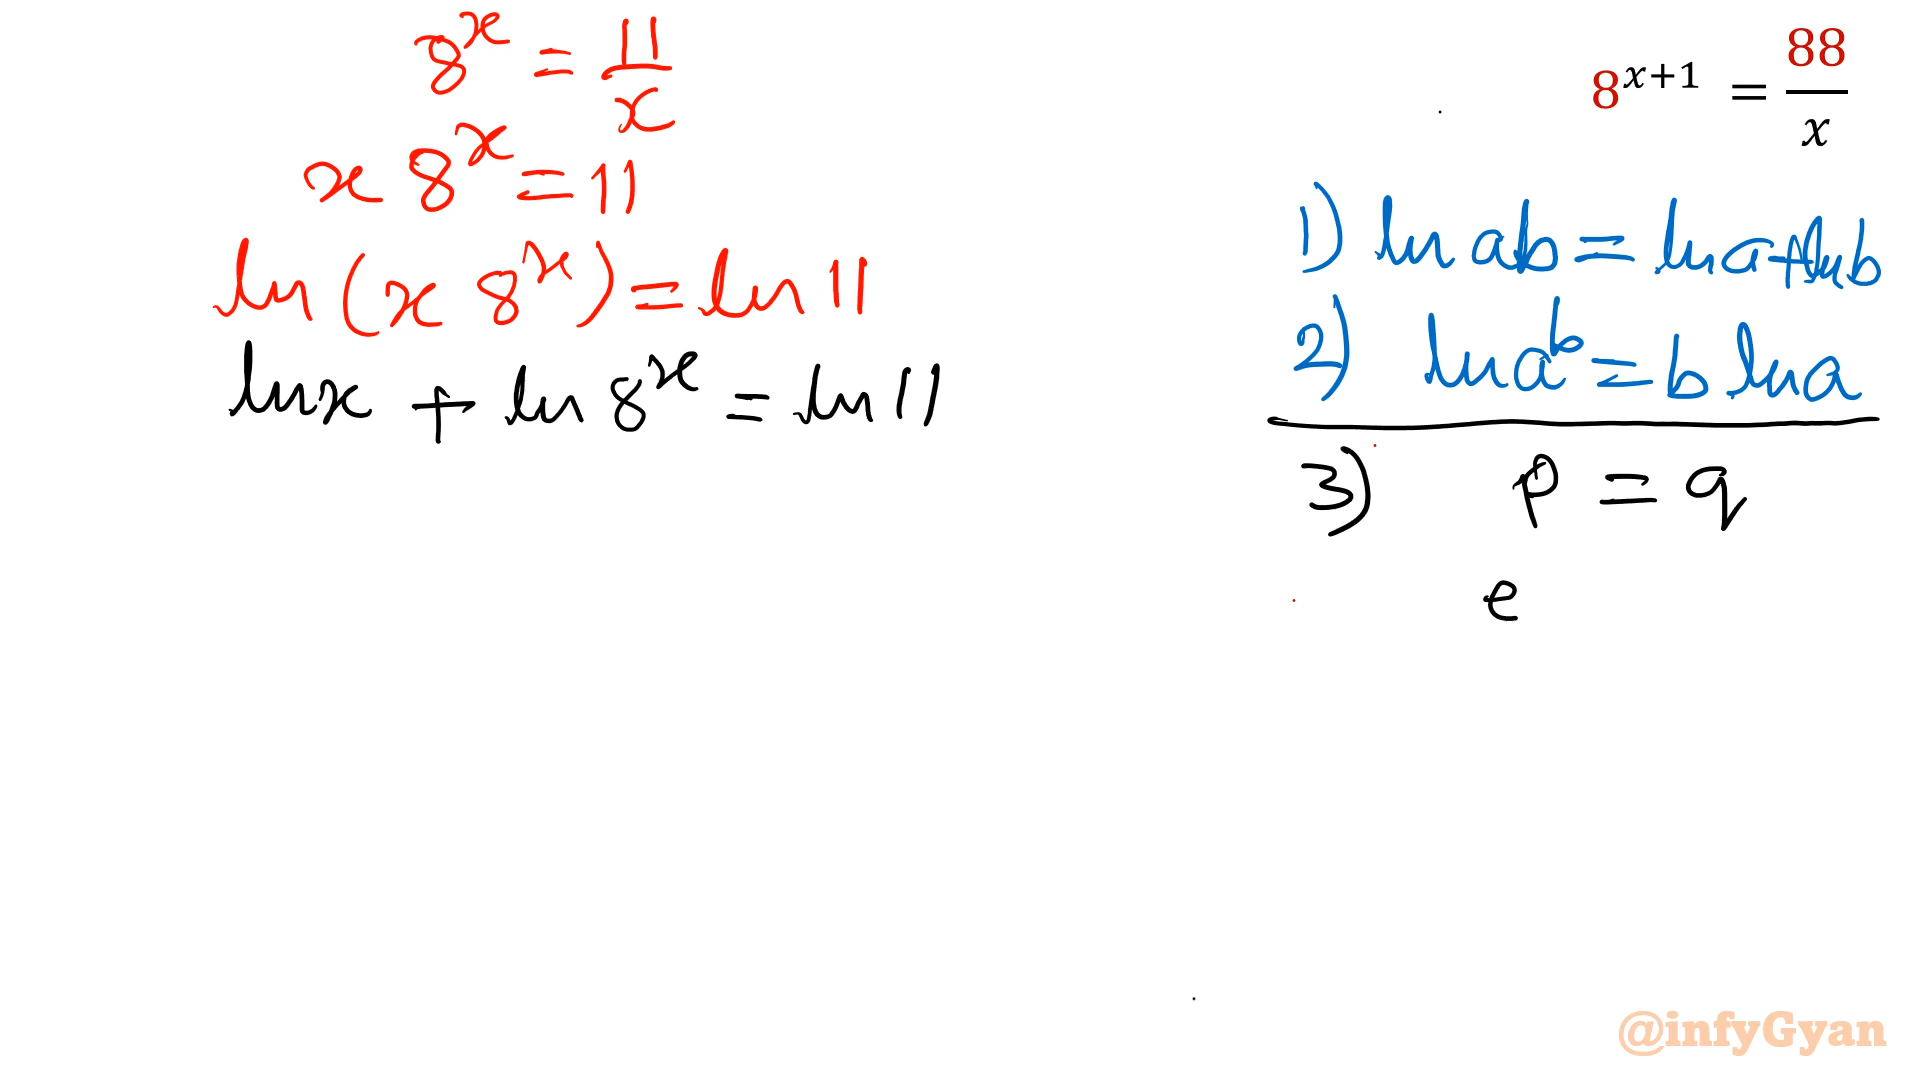 8^x = 11/x
x 8^x = 11
ln (x 8^x) = ln 11
ln x + ln 8^x = ln 11
8^{x+1} = 88/x
1) ln ab = ln a + ln b
2) ln a^b = b ln a
3) p = q
e
@infyGyan